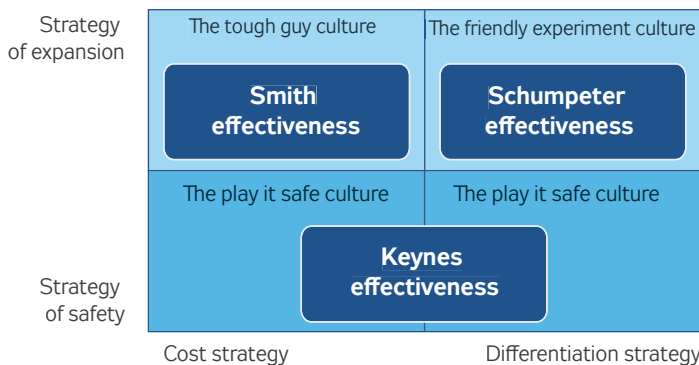 Strategy
of expansion
The tough guy culture
The friendly experiment culture
Smith
effectiveness
Schumpeter
effectiveness
The play it safe culture
The play it safe culture
Keynes
effectiveness
Strategy
of safety
Cost strategy
Differentiation strategy